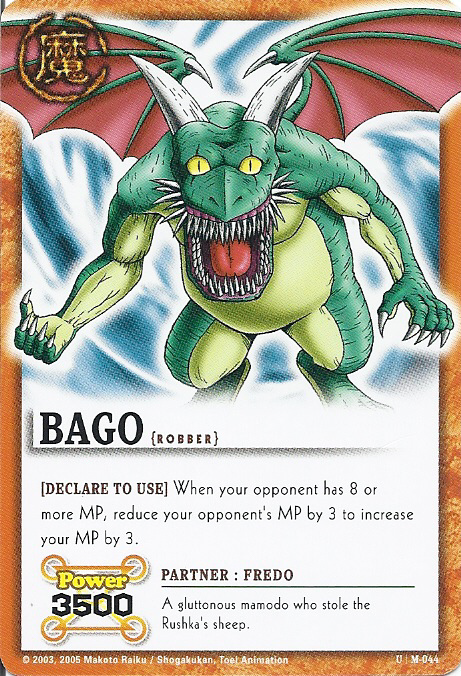 魔
BAGO {ROBBER}
[DECLARE TO USE] When your opponent has 8 or
more MP, reduce your opponent's MP by 3 to increase
your MP by 3.
Power
3500
PARTNER : FREDO
A gluttonous mamodo who stole the
Rushka's sheep.
© 2003, 2005 Makoto Raiku / Shogakukan, Toei Animation
U | M-044